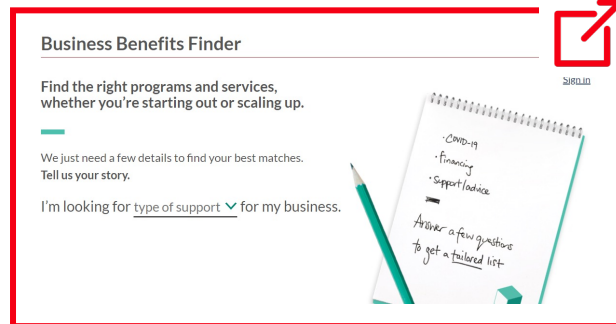 Business Benefits Finder
Sign in
Find the right programs and services,
whether you're starting out or scaling up.
We just need a few details to find your best matches.
Tell us your story.
I'm looking for type of support for my business.
· COVID-19
· Financing
· Support/advice
Answer a few questions
to get a tailored list